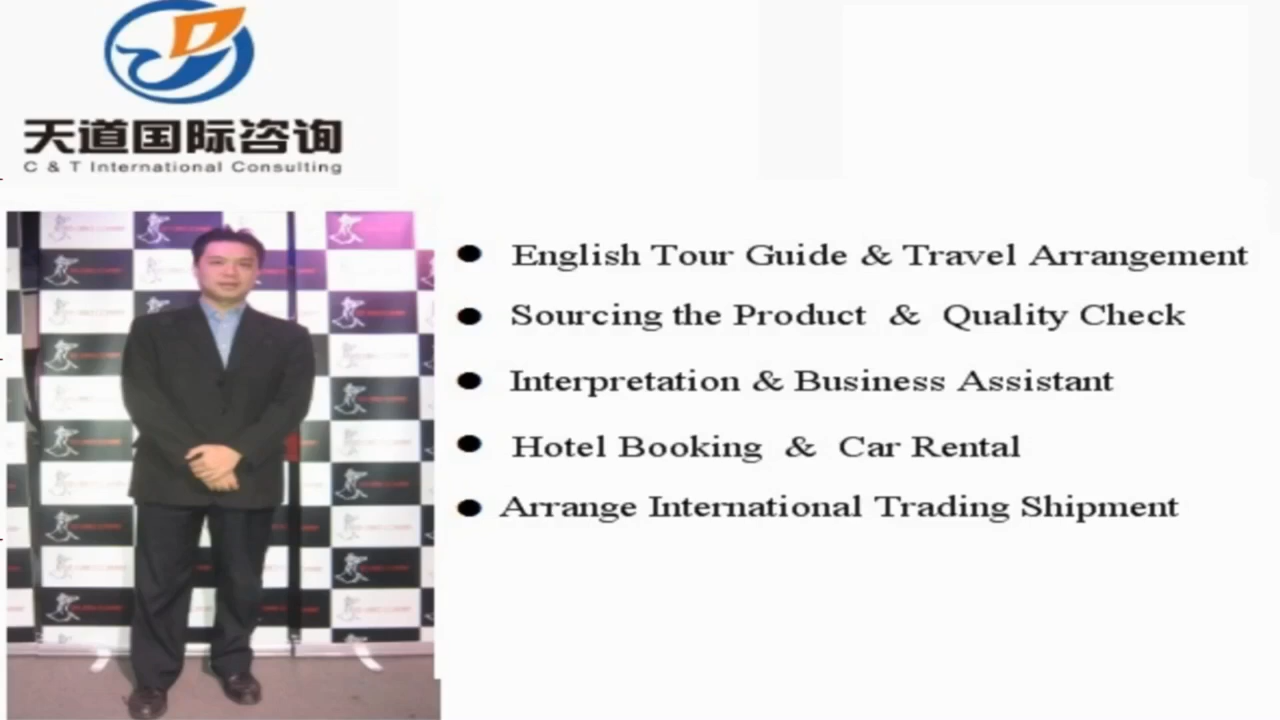 天道国际咨询
C & T International Consulting
English Tour Guide & Travel Arrangement
Sourcing the Product & Quality Check
Interpretation & Business Assistant
Hotel Booking & Car Rental
Arrange International Trading Shipment